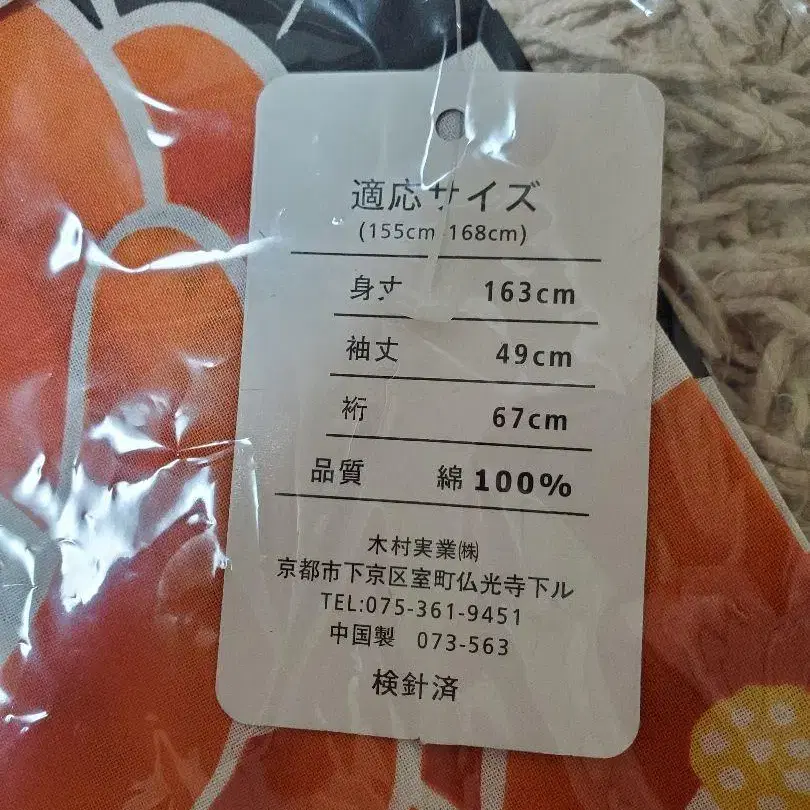 適応サイズ
(155cm 168cm)
身丈 163cm
袖丈 49cm
裄 67cm
品質 綿 100%
木村実業㈱
京都市下京区室町仏光寺下ル
TEL:075-361-9451
中国製 073-563
検針済